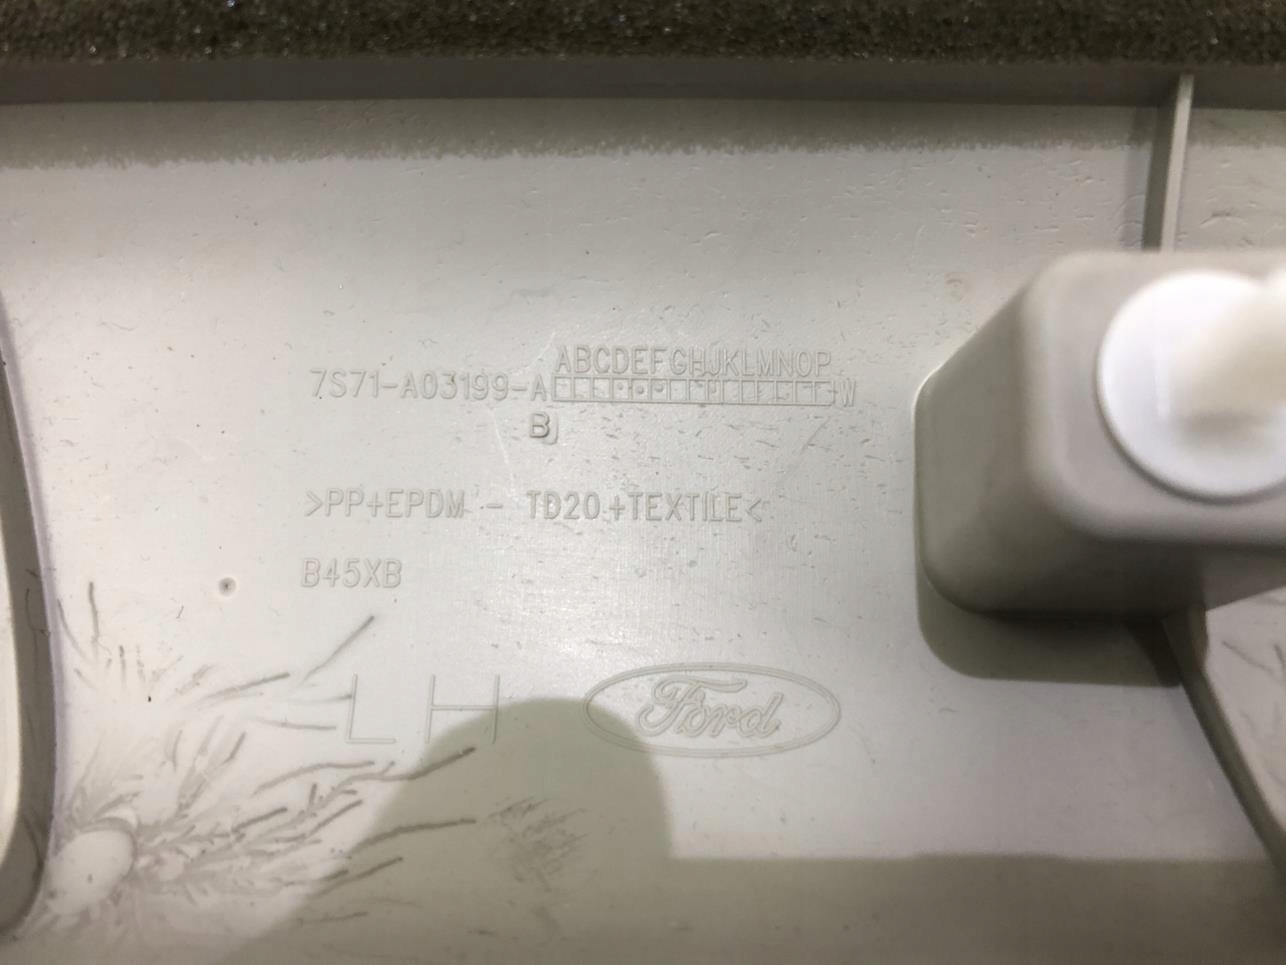 ABCDEFGHJKLMNOP
7S71-A03199-A W
B
>PP+EPDM - TD20+TEXTILE<
B45XB
LH Ford